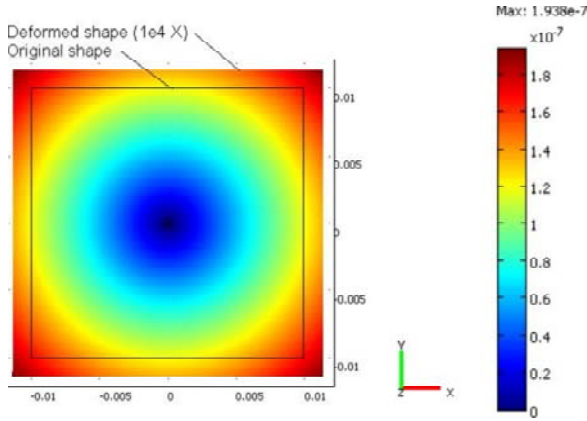 Max: 1.938e-7
Deformed shape (1e4 X)
Original shape
x10⁻⁷
1.8
1.6
1.4
1.2
1
0.8
0.6
0.4
0.2
0
0.01
0.005
0
-0.005
-0.01
-0.01 -0.005 0 0.005 0.01
Y
Z X